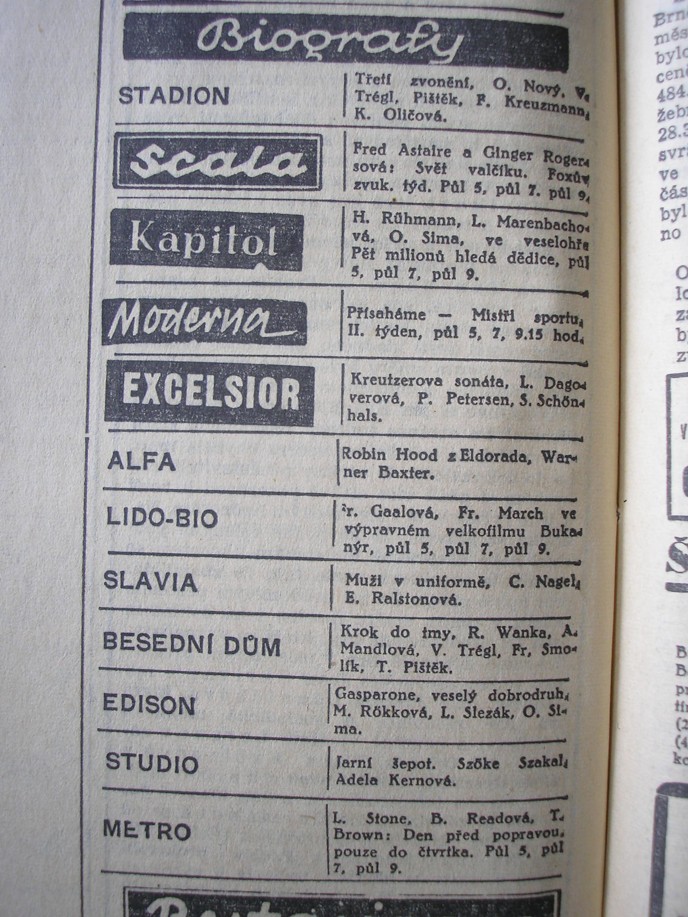 Biografy
STADION
Třetí zvonění, O. Nový, V.
Trégl, Pištěk, F. Kreuzmann,
K. Oličová.
Scala
Fred Astaire a Ginger Roger-
sová: Svět valčíku. Foxův
zvuk. týd. Půl 5, půl 7. půl 9.
Kapitol
H. Rühmann, L. Marenbacho-
vá, O. Sima, ve veselohře
Pět milionů hledá dědice, půl
5, půl 7, půl 9.
Moderna
Přísaháme — Mistři sportu,
II. týden, půl 5, 7, 9.15 hod.
EXCELSIOR
Kreutzerova sonáta, L. Dago-
verová, P. Petersen, S. Schön-
hals.
ALFA
Robin Hood z Eldorada, War-
ner Baxter.
LIDO-BIO
Fr. Gaalová, Fr. March ve
výpravném velkofilmu Buka-
nýr, půl 5, půl 7, půl 9.
SLAVIA
Muži v uniformě, C. Nagel,
E. Ralstonová.
BESEDNÍ DŮM
Krok do tmy, R. Wanka, A.
Mandlová, V. Trégl, Fr, Smo-
lík, T. Pištěk.
EDISON
Gasparone, veselý dobrodruh,
M. Rökková, L. Slezák, O. Si-
ma.
STUDIO
Jarní šepot. Szöke Szakal,
Adela Kernová.
METRO
L. Stone, B. Readová, T.
Brown: Den před popravou,
pouze do čtvrtka. Půl 5, půl
7, půl 9.